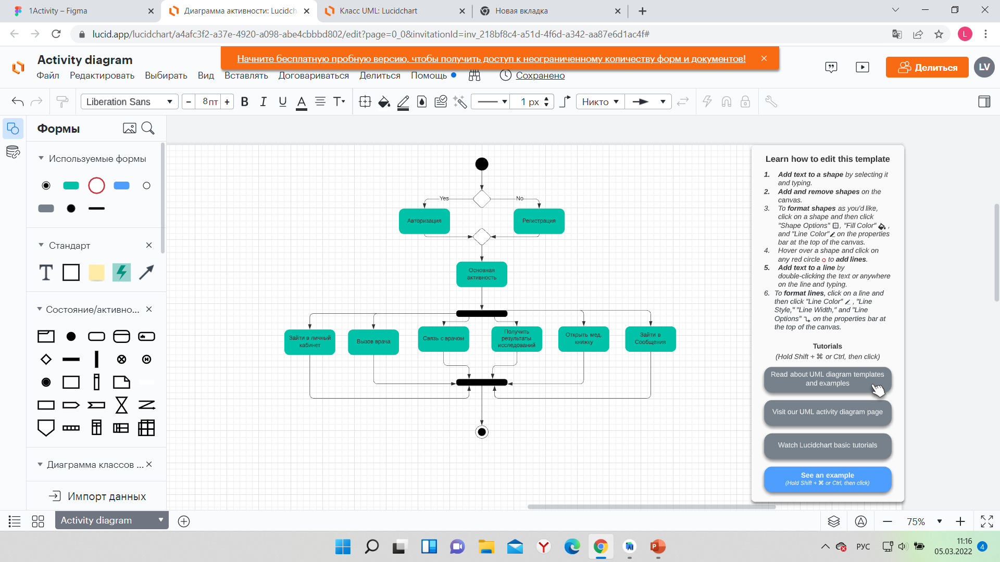 1Activity – Figma
Диаграмма активности: Lucidch
Класс UML: Lucidchart
Новая вкладка
lucid.app/lucidchart/a4afc3f2-a37e-4920-a098-abe4cbbbd802/edit?page=0_0&invitationId=inv_218bf8c4-a51d-4f6d-a342-aa87e6d1ac4f#
L
Activity diagram
Начните бесплатную пробную версию, чтобы получить доступ к неограниченному количеству форм и документов!
Файл Редактировать Выбирать Вид Вставлять Договариваться Делиться Помощь
Сохранено
Делиться
LV
Liberation Sans
− 8 пт +
B I U A T
1 px
Никто
Формы
Используемые формы
Стандарт
T
Состояние/активно...
Диаграмма классов ...
Импорт данных
Yes
No
Авторизация
Регистрация
Основная
активность
Зайти в личный
кабинет
Вызов врача
Связь с врачом
Получить
результаты
исследований
Открыть мед.
книжку
Зайти в
Сообщения
Learn how to edit this template
1. Add text to a shape by selecting it
and typing.
2. Add and remove shapes on the
canvas.
3. To format shapes as you'd like,
click on a shape and then click
"Shape Options" , "Fill Color" ,
and "Line Color" on the properties
bar at the top of the canvas.
4. Hover over a shape and click on
any red circle to add lines.
5. Add text to a line by
double-clicking the text or anywhere
on the line and typing.
6. To format lines, click on a line and
then click "Line Color" , "Line
Style," "Line Width," and "Line
Options" on the properties bar at
the top of the canvas.
Tutorials
(Hold Shift + ⌘ or Ctrl, then click)
Read about UML diagram templates
and examples
Visit our UML activity diagram page
Watch Lucidchart basic tutorials
See an example
(Hold Shift + ⌘ or Ctrl, then click)
Activity diagram
75%
РУС
11:16
05.03.2022
4